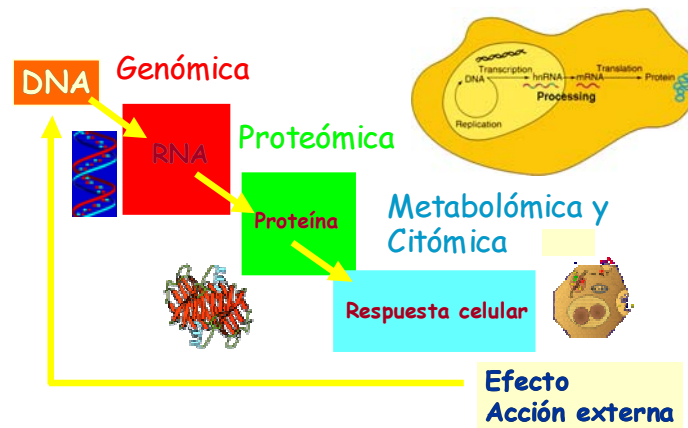 DNA
Genómica
RNA
Proteómica
Proteína
Metabolómica y
Citómica
Respuesta celular
Efecto
Acción externa
Transcription
Translation
DNA
hnRNA
mRNA
Protein
Processing
Replication